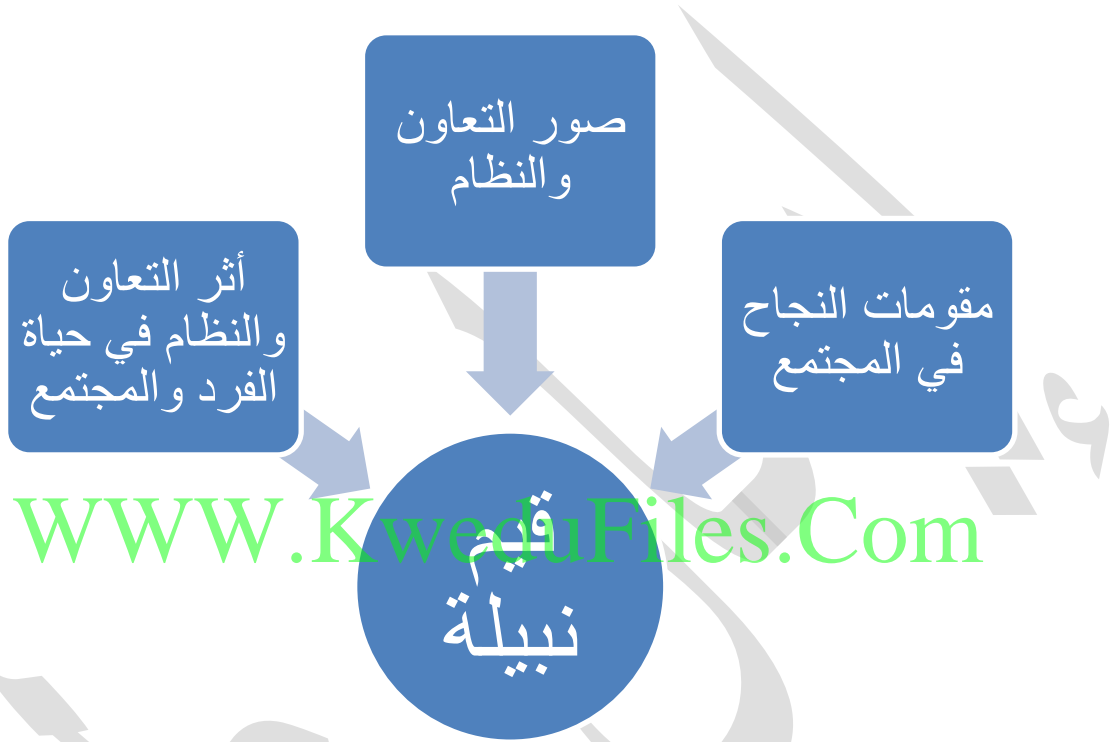 صور التعاون
والنظام
مقومات النجاح
في المجتمع
أثر التعاون
والنظام في حياة
الفرد والمجتمع
قيم
نبيلة
WWW.KweduFiles.Com